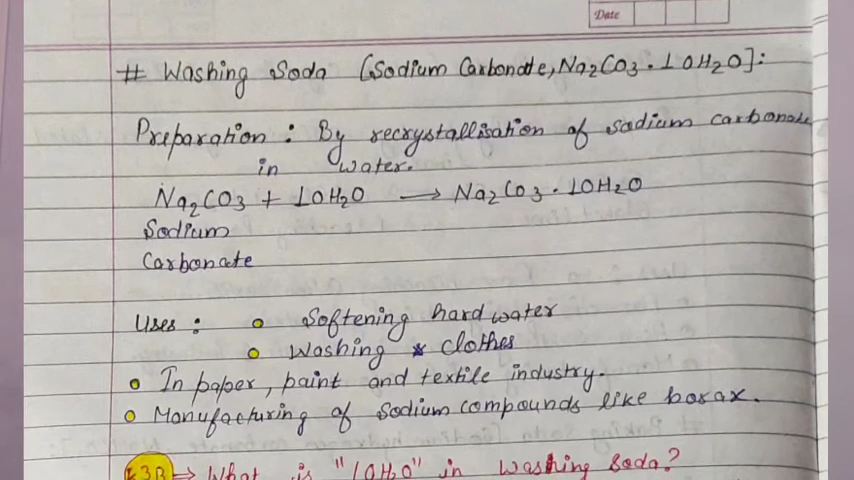 Date
# Washing Soda [Sodium Carbonate, Na2CO3 . 10H2O]:
Preparation : By recrystallisation of sodium carbonate
in water.
Na2CO3 + 10H2O → Na2CO3 . 10H2O
Sodium
Carbonate
Uses : • Softening hard water
• Washing clothes
• In paper, paint and textile industry.
• Manufacturing of sodium compounds like borax.
→ What is "10H2O" in washing soda?